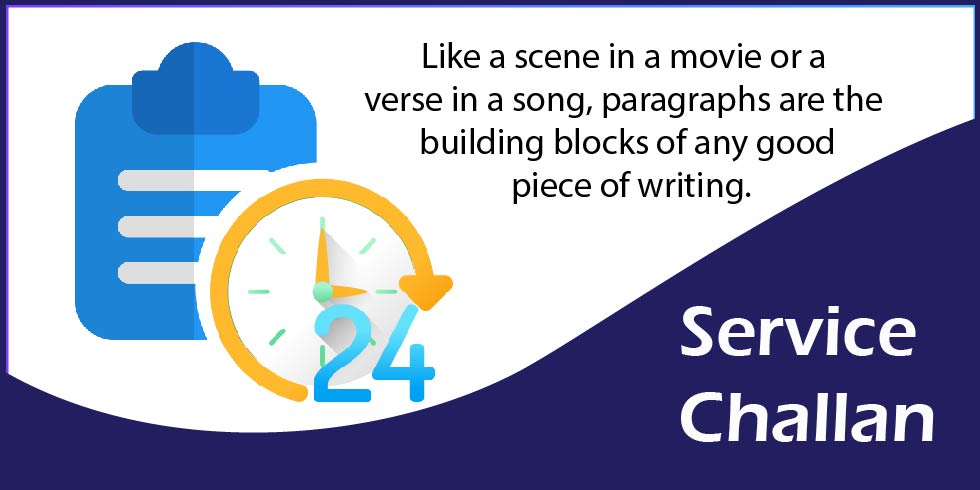 Like a scene in a movie or a
verse in a song, paragraphs are the
building blocks of any good
piece of writing.
24
Service
Challan